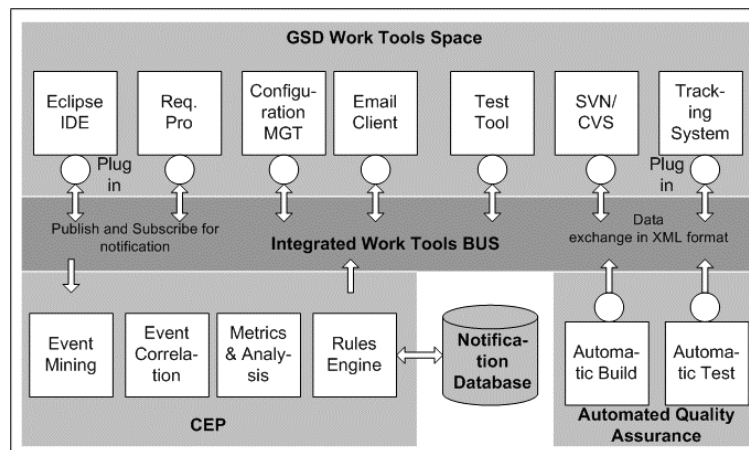 GSD Work Tools Space
Eclipse
IDE
Req.
Pro
Configu-
ration
MGT
Email
Client
Test
Tool
SVN/
CVS
Track-
ing
System
Plug
in
Plug
in
Publish and Subscribe for
notification
Integrated Work Tools BUS
Data
exchange in XML format
Event
Mining
Event
Correla-
tion
Metrics
& Analy-
sis
Rules
Engine
Notifica-
tion
Database
Automa-
tic Build
Automa-
tic Test
CEP
Automated Quality
Assurance